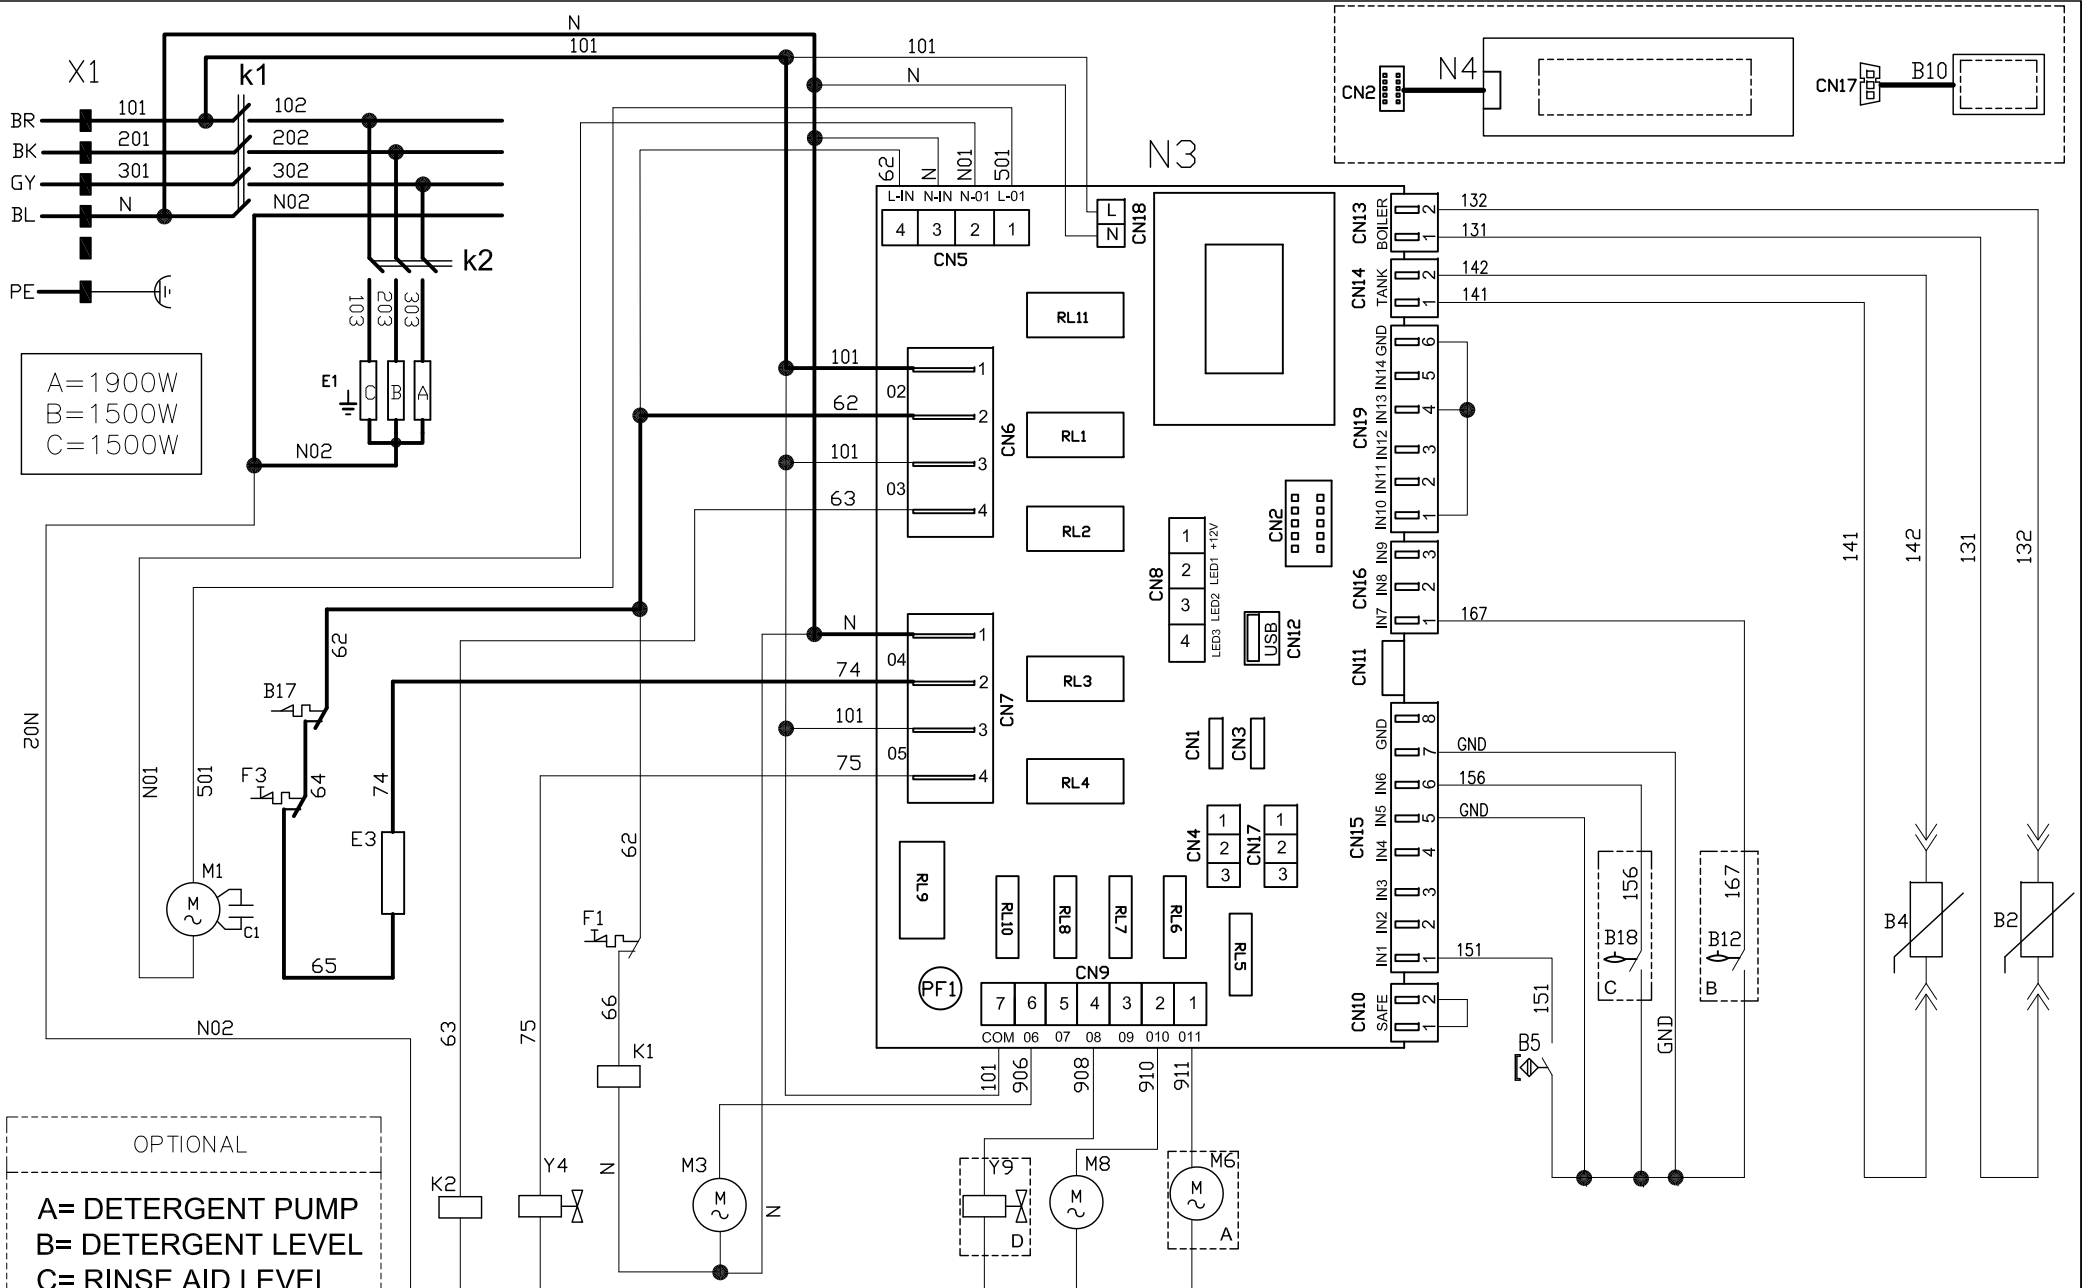 N
101
X1
k1
BR
101
102
BK
201
202
GY
301
302
BL
N
N02
PE
k2
103
203
303
E1
C
B
A
N02
A=1900W
B=1500W
C=1500W
101
N
N3
62
N
N01
501
L-IN
N-IN
N-01
L-01
4
3
2
1
CN5
L
N
CN18
CN2
N4
CN17
B10
RL11
101
1
02
62
2
101
3
03
63
4
CN6
RL1
RL2
N
1
04
74
2
101
3
05
75
4
CN7
RL3
RL4
CN8
1
2
3
4
+12V
LED1
LED2
LED3
CN2
USB
CN12
CN1
CN3
CN4
1
2
3
CN17
1
2
3
RL9
RL10
RL8
RL7
RL6
RL5
PF1
CN9
7
6
5
4
3
2
1
COM
06
07
08
09
010
011
101
906
908
910
911
CN13
BOILER
2
1
132
131
CN14
TANK
2
1
142
141
CN19
GND
IN14
IN13
IN12
IN11
IN10
6
5
4
3
2
1
CN16
IN9
IN8
IN7
3
2
1
167
CN11
CN15
GND
IN6
IN5
IN4
IN3
IN2
IN1
8
7
6
5
4
3
2
1
GND
156
GND
151
CN10
SAFE
2
1
141
142
131
132
151
B5
156
B18
C
GND
167
B12
B
B4
B2
N02
N01
501
M1
M
C1
62
B17
F3
64
74
E3
65
62
F1
66
K1
N
N02
63
75
K2
Y4
M3
M
N
Y9
D
M8
M
M6
M
A
OPTIONAL
A= DETERGENT PUMP
B= DETERGENT LEVEL
C= RINSE AID LEVEL